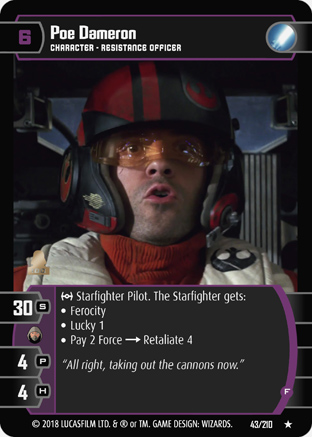 6
Poe Dameron
CHARACTER - RESISTANCE OFFICER
30 S
Starfighter Pilot. The Starfighter gets:
• Ferocity
• Lucky 1
• Pay 2 Force → Retaliate 4
4 P
“All right, taking out the cannons now.”
4 H
F
© 2018 LUCASFILM LTD. & ® or TM. GAME DESIGN: WIZARDS. 43/210 ★